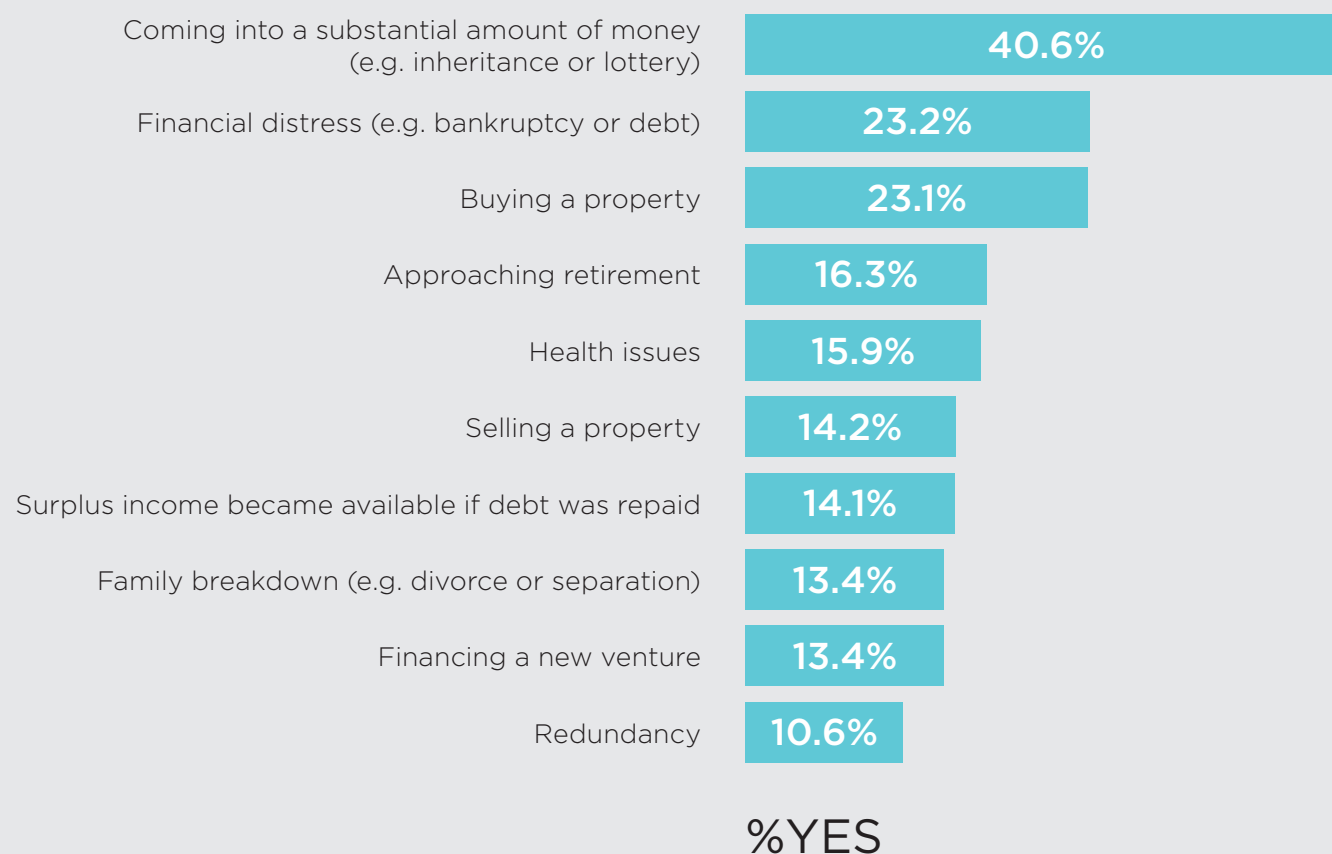 Coming into a substantial amount of money
(e.g. inheritance or lottery)
40.6%
Financial distress (e.g. bankruptcy or debt)
23.2%
Buying a property
23.1%
Approaching retirement
16.3%
Health issues
15.9%
Selling a property
14.2%
Surplus income became available if debt was repaid
14.1%
Family breakdown (e.g. divorce or separation)
13.4%
Financing a new venture
13.4%
Redundancy
10.6%
%YES